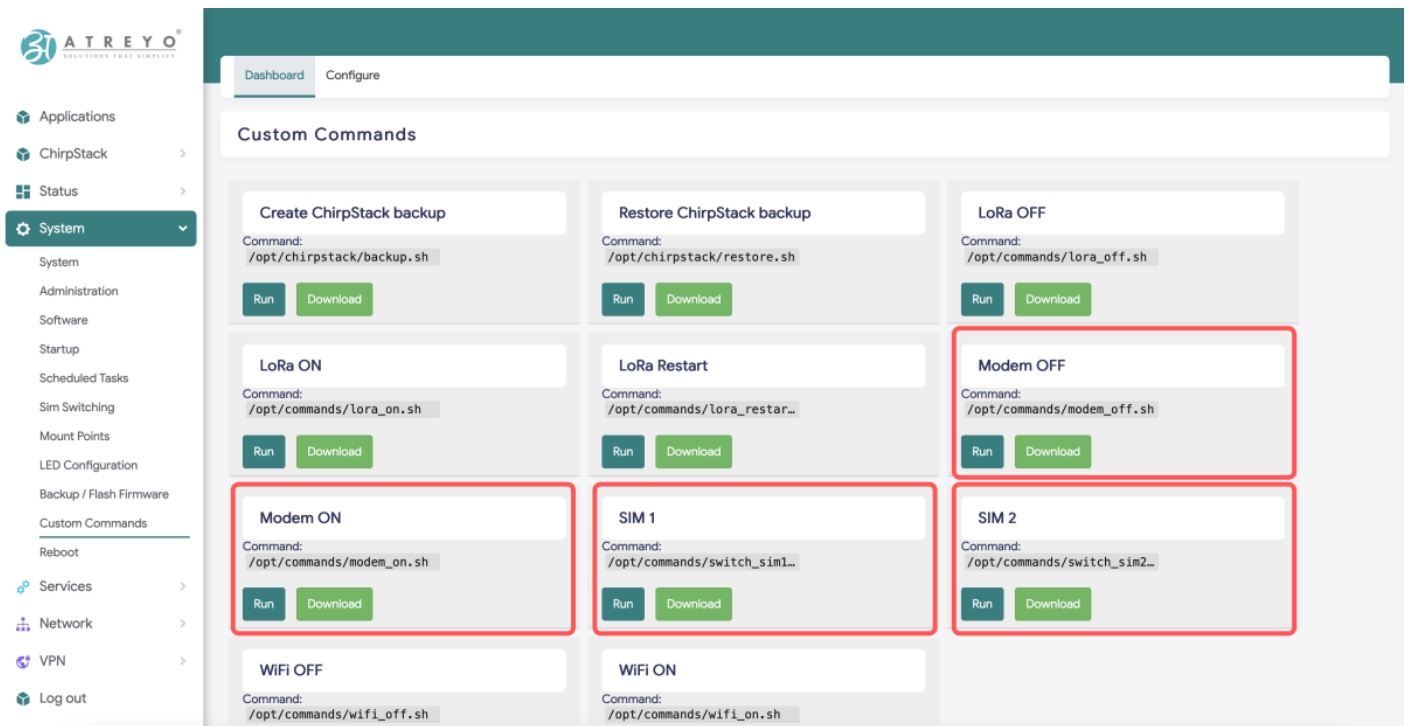 ATREYO®
SOLUTIONS THAT SIMPLIFY
Applications
ChirpStack
Status
System
System
Administration
Software
Startup
Scheduled Tasks
Sim Switching
Mount Points
LED Configuration
Backup / Flash Firmware
Custom Commands
Reboot
Services
Network
VPN
Log out
Dashboard Configure
Custom Commands
Create ChirpStack backup
Command:
/opt/chirpstack/backup.sh
Run Download
Restore ChirpStack backup
Command:
/opt/chirpstack/restore.sh
Run Download
LoRa OFF
Command:
/opt/commands/lora_off.sh
Run Download
LoRa ON
Command:
/opt/commands/lora_on.sh
Run Download
LoRa Restart
Command:
/opt/commands/lora_restar…
Run Download
Modem OFF
Command:
/opt/commands/modem_off.sh
Run Download
Modem ON
Command:
/opt/commands/modem_on.sh
Run Download
SIM 1
Command:
/opt/commands/switch_sim1…
Run Download
SIM 2
Command:
/opt/commands/switch_sim2…
Run Download
WiFi OFF
Command:
/opt/commands/wifi_off.sh
WiFi ON
Command:
/opt/commands/wifi_on.sh